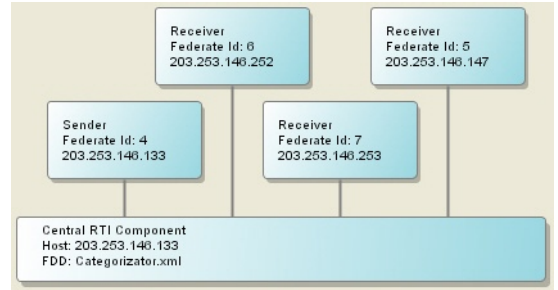 Receiver
Federate Id: 6
203.253.146.252
Receiver
Federate Id: 5
203.253.146.147
Sender
Federate Id: 4
203.253.146.133
Receiver
Federate Id: 7
203.253.146.253
Central RTI Component
Host: 203.253.146.133
FDD: Categorizator.xml